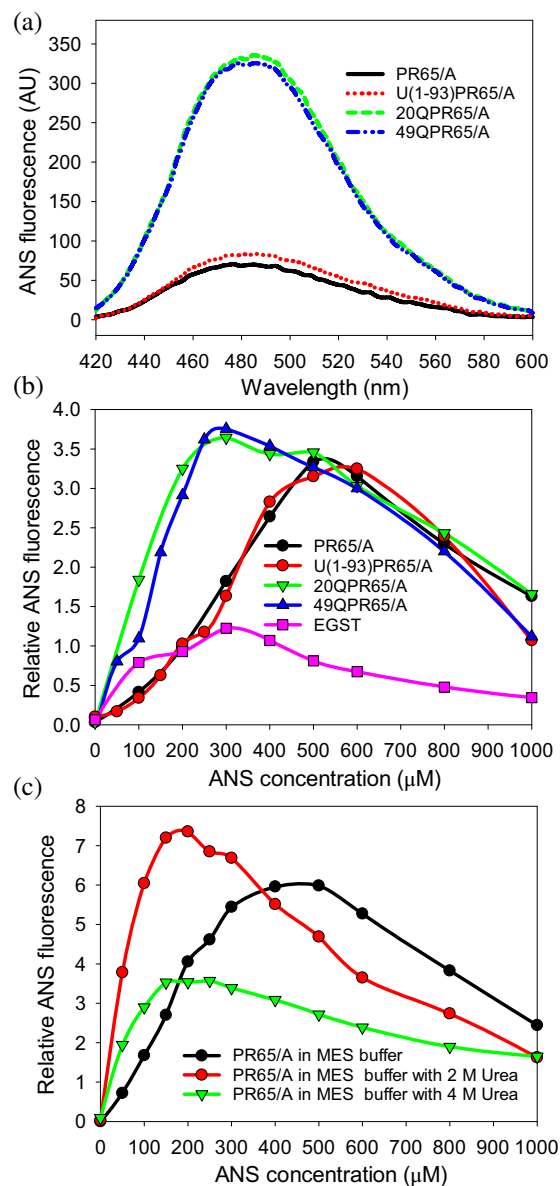 (a)
350
300
250
200
150
100
50
0
ANS fluorescence (AU)
PR65/A
U(1-93)PR65/A
20QPR65/A
49QPR65/A
420 440 460 480 500 520 540 560 580 600
Wavelength (nm)
(b)
4.0
3.5
3.0
2.5
2.0
1.5
1.0
0.5
0.0
Relative ANS fluorescence
PR65/A
U(1-93)PR65/A
20QPR65/A
49QPR65/A
EGST
0 100 200 300 400 500 600 700 800 900 1000
ANS concentration (μM)
(c)
8
7
6
5
4
3
2
1
0
Relative ANS fluorescence
PR65/A in MES buffer
PR65/A in MES buffer with 2 M Urea
PR65/A in MES buffer with 4 M Urea
0 100 200 300 400 500 600 700 800 900 1000
ANS concentration (μM)